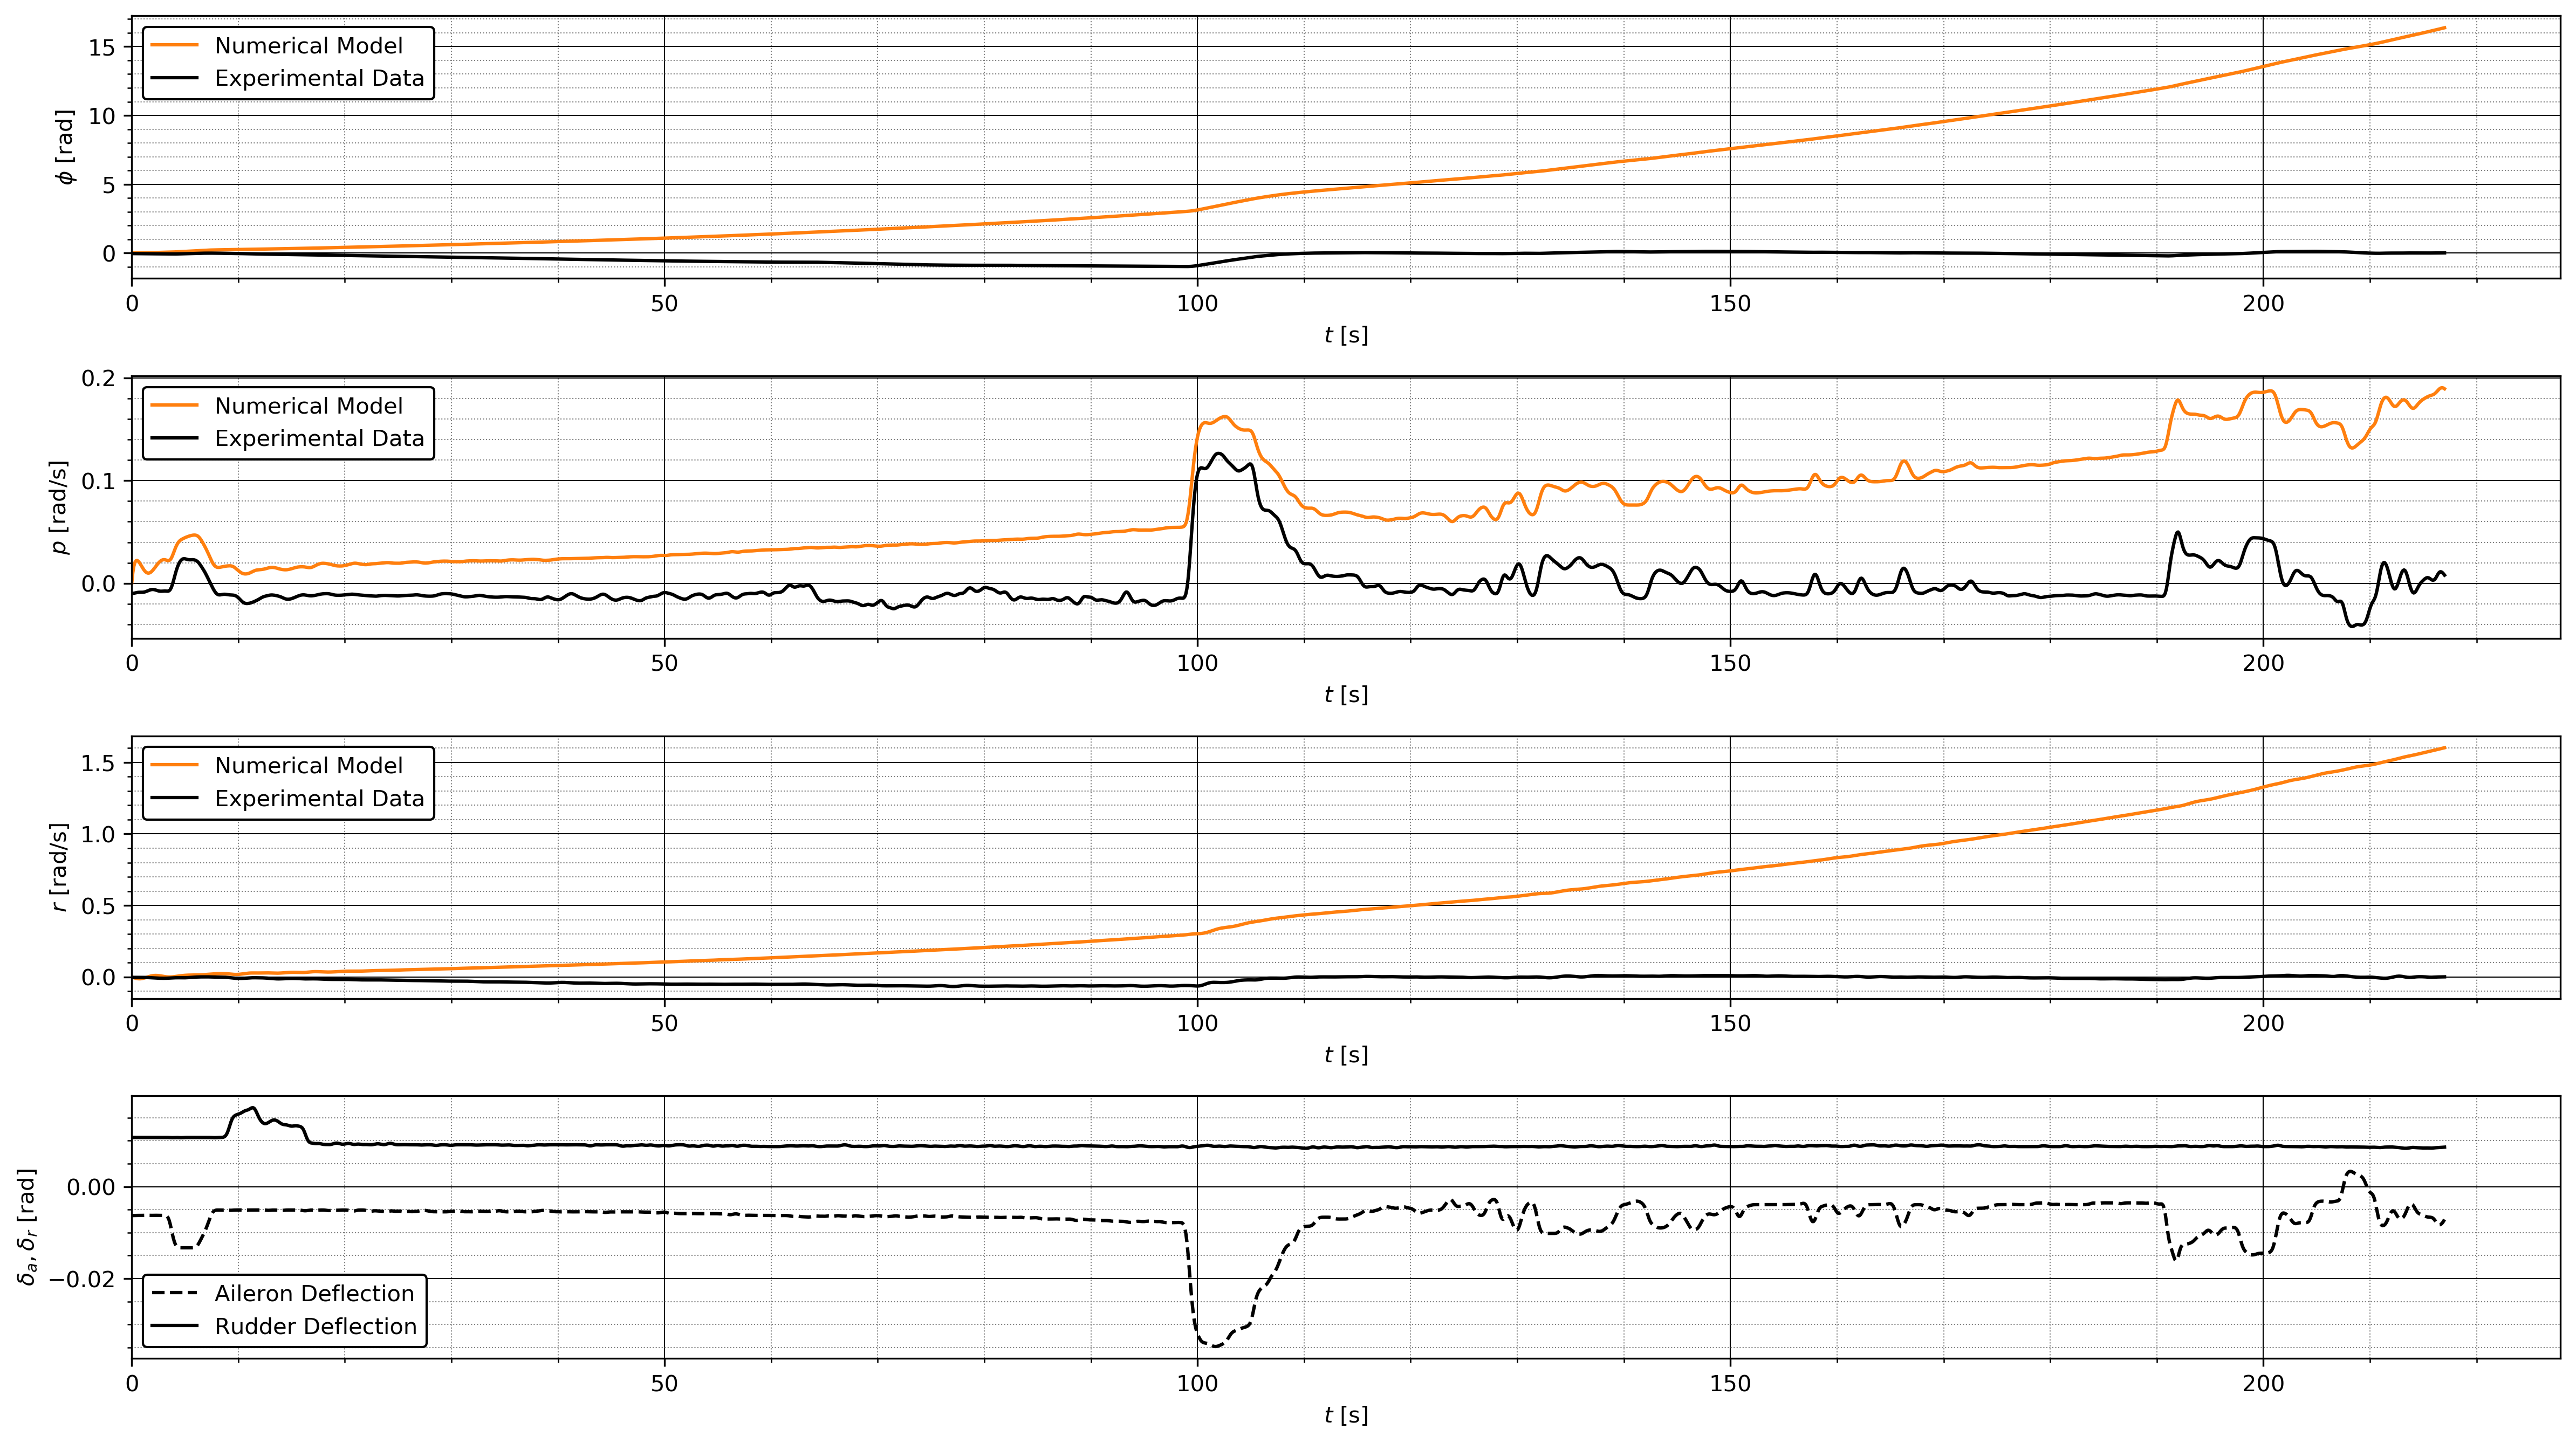 Numerical Model
Experimental Data
15
10
5
0
ϕ [rad]
0 50 100 150 200
t [s]
Numerical Model
Experimental Data
0.2
0.1
0.0
p [rad/s]
0 50 100 150 200
t [s]
Numerical Model
Experimental Data
1.5
1.0
0.5
0.0
r [rad/s]
0 50 100 150 200
t [s]
0.00
−0.02
δₐ, δᵣ [rad]
Aileron Deflection
Rudder Deflection
0 50 100 150 200
t [s]